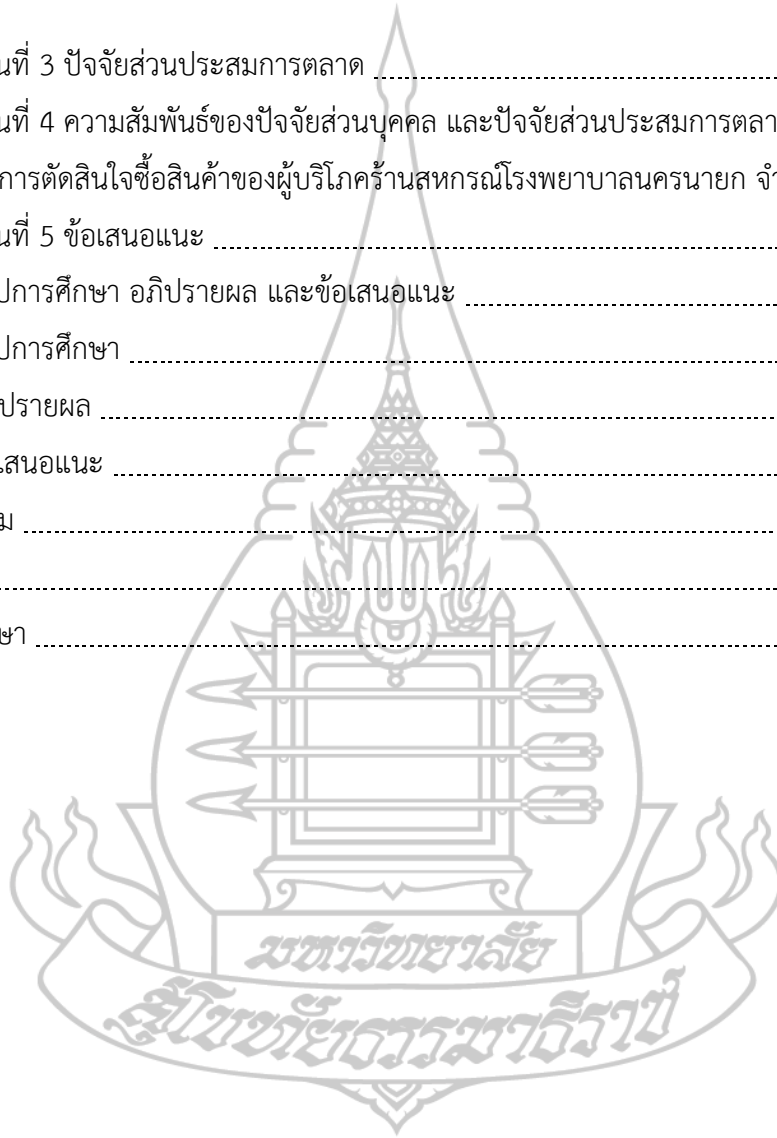 นที่ 3 ปัจจัยส่วนประสมการตลาด
นที่ 4 ความสัมพันธ์ของปัจจัยส่วนบุคคล และปัจจัยส่วนประสมการตลา
การตัดสินใจซื้อสินค้าของผู้บริโภคร้านสหกรณ์โรงพยาบาลนครนายก จํา
นที่ 5 ข้อเสนอแนะ
ปการศึกษา อภิปรายผล และข้อเสนอแนะ
ปการศึกษา
ปรายผล
เสนอแนะ
ม
ษา
มหาวิทยาลัย
สุโขทัยธรรมาธิราช